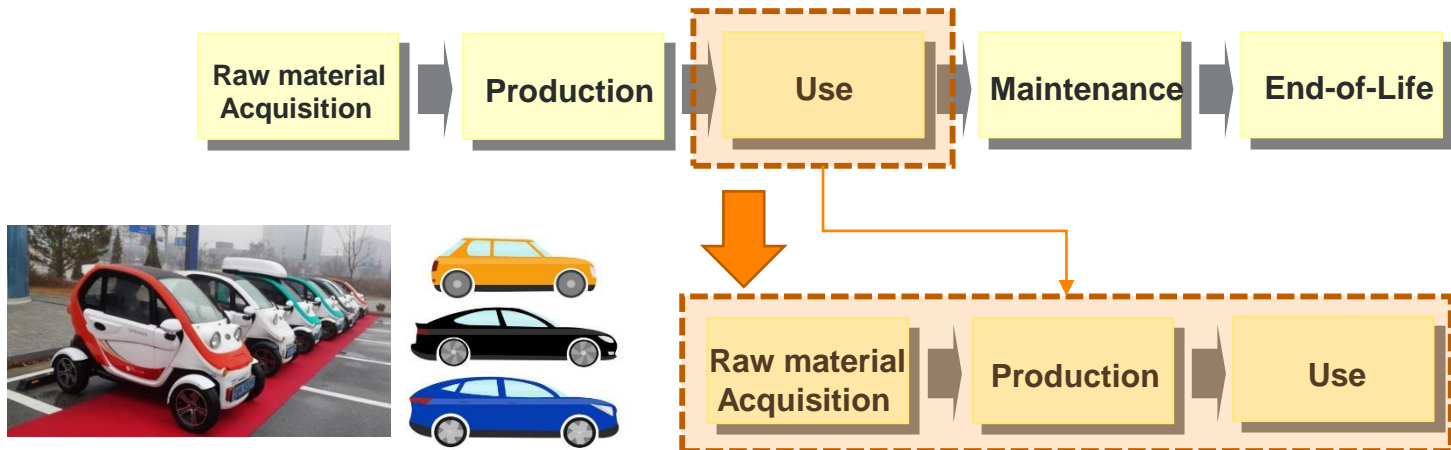 Raw material
Acquisition
Production
Use
Maintenance
End-of-Life
Raw material
Acquisition
Production
Use